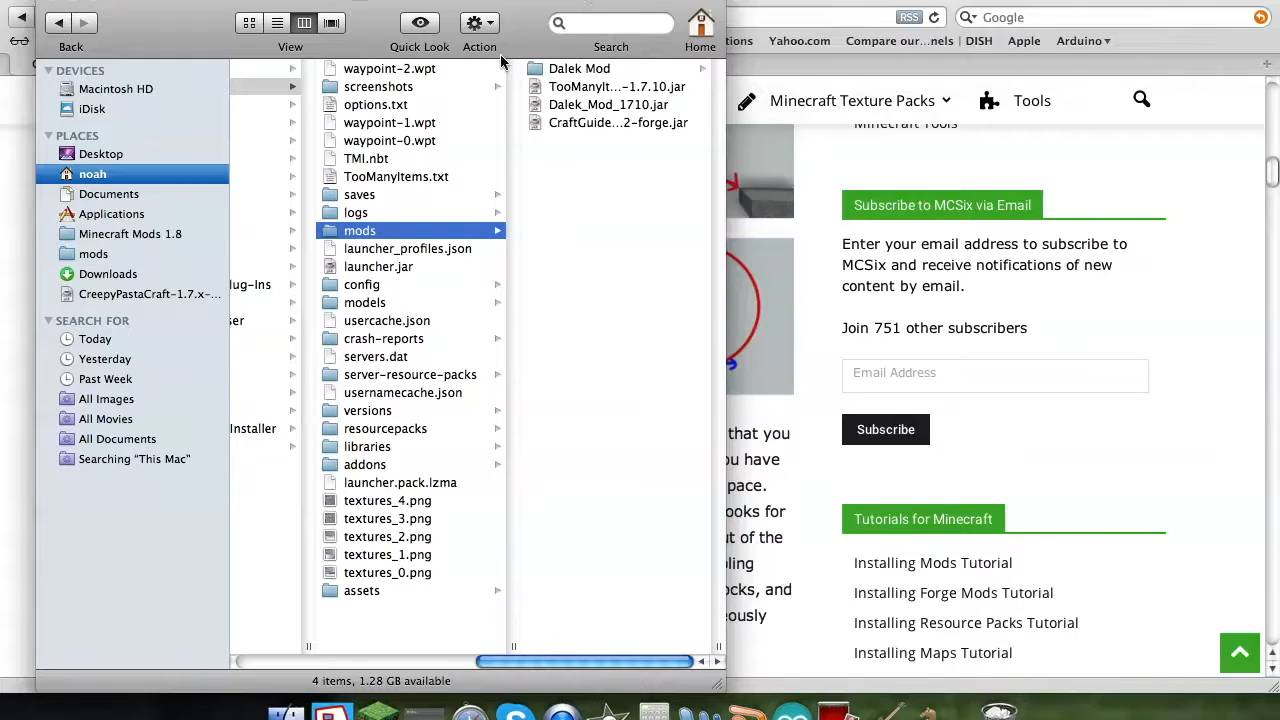 RSS
Google
Back
View
Quick Look
Action
Search
Home
tions
Yahoo.com
Compare our...nels | DISH
Apple
Arduino
DEVICES
Macintosh HD
iDisk
PLACES
Desktop
noah
Documents
Applications
Minecraft Mods 1.8
mods
Downloads
CreepyPastaCraft-1.7.x-...
SEARCH FOR
Today
Yesterday
Past Week
All Images
All Movies
All Documents
Searching “This Mac”
lug-Ins
ser
Installer
waypoint-2.wpt
screenshots
options.txt
waypoint-1.wpt
waypoint-0.wpt
TMI.nbt
TooManyItems.txt
saves
logs
mods
launcher_profiles.json
launcher.jar
config
models
usercache.json
crash-reports
servers.dat
server-resource-packs
usernamecache.json
versions
resourcepacks
libraries
addons
launcher.pack.lzma
textures_4.png
textures_3.png
textures_2.png
textures_1.png
textures_0.png
assets
Dalek Mod
TooManyIt...-1.7.10.jar
Dalek_Mod_1710.jar
CraftGuide...2-forge.jar
4 items, 1.28 GB available
Minecraft Texture Packs
Tools
Minecraft Tools
that you
ou have
pace.
ooks for
ut of the
ling
ocks, and
eously
Subscribe to MCSix via Email
Enter your email address to subscribe to
MCSix and receive notifications of new
content by email.
Join 751 other subscribers
Email Address
Subscribe
Tutorials for Minecraft
Installing Mods Tutorial
Installing Forge Mods Tutorial
Installing Resource Packs Tutorial
Installing Maps Tutorial